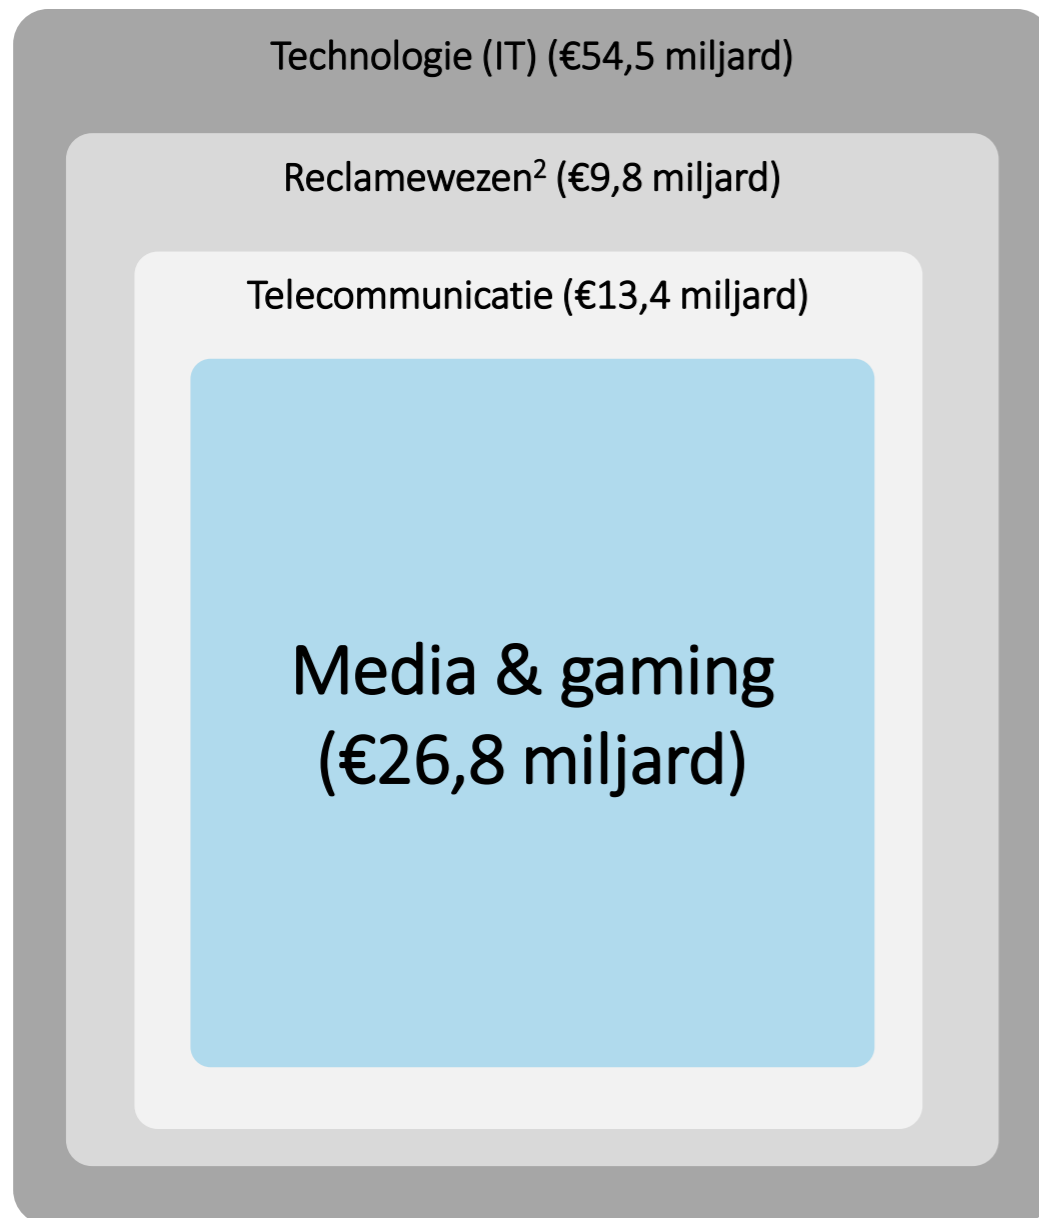 Technologie (IT) (€54,5 miljard)
Reclamewezen² (€9,8 miljard)
Telecommunicatie (€13,4 miljard)
Media & gaming
(€26,8 miljard)